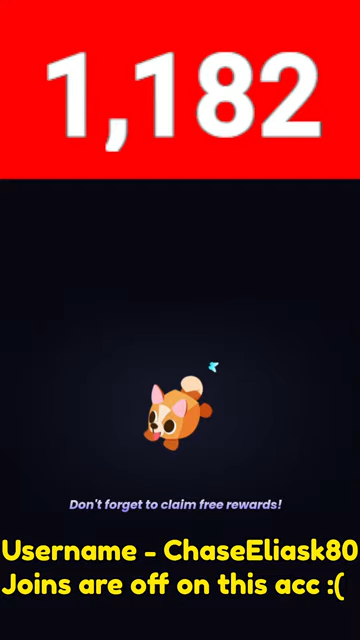 1,182
Don't forget to claim free rewards!
Username - ChaseEliask80
Joins are off on this acc :(